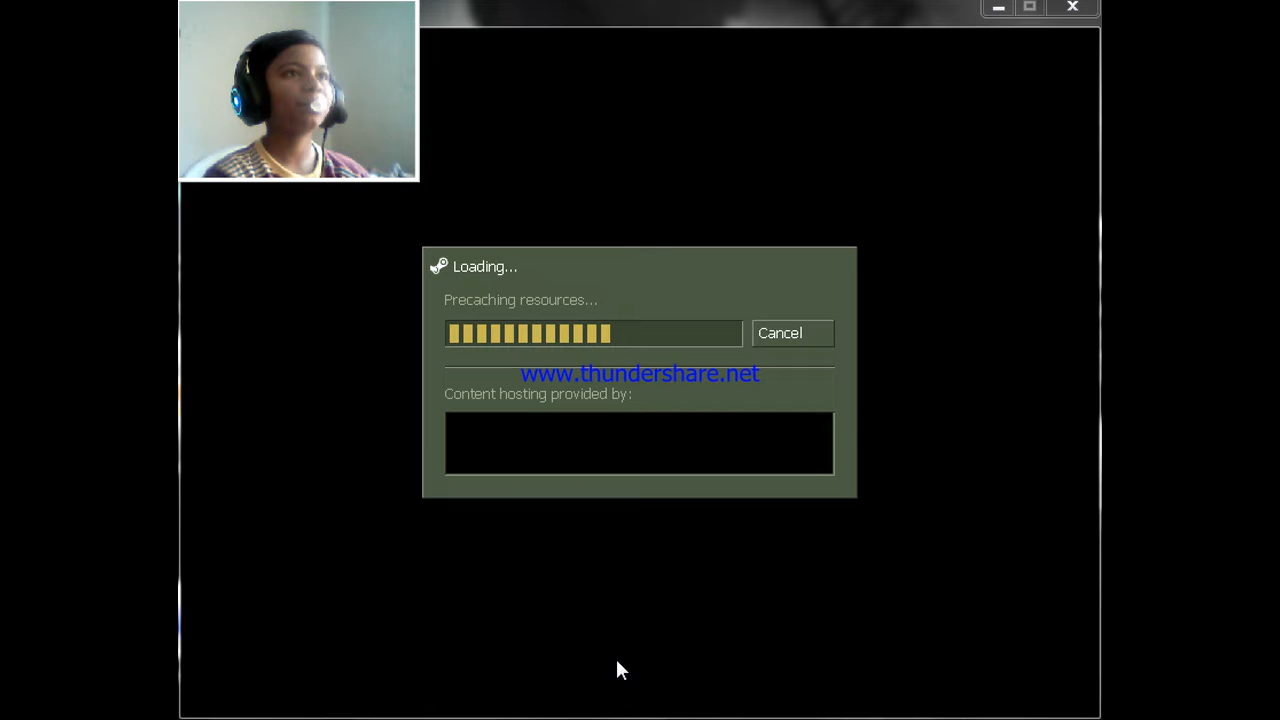 Loading...
Precaching resources...
Cancel
www.thundershare.net
Content hosting provided by: